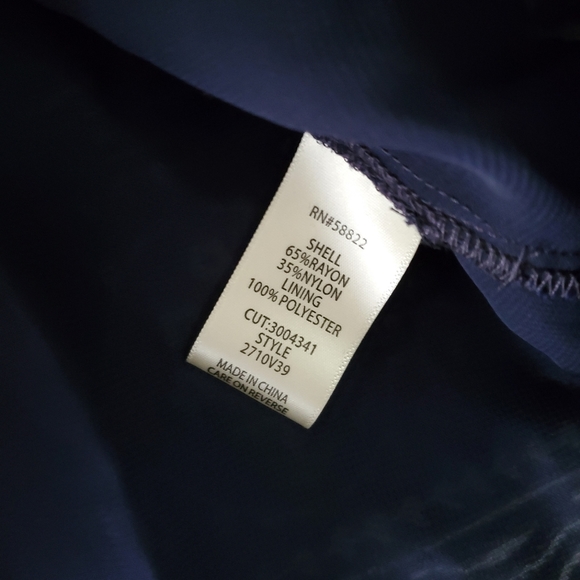 RN#58822
SHELL
65%RAYON
35%NYLON
LINING
100% POLYESTER
CUT:3004341
STYLE
2710V39
MADE IN CHINA
CARE ON REVERSE